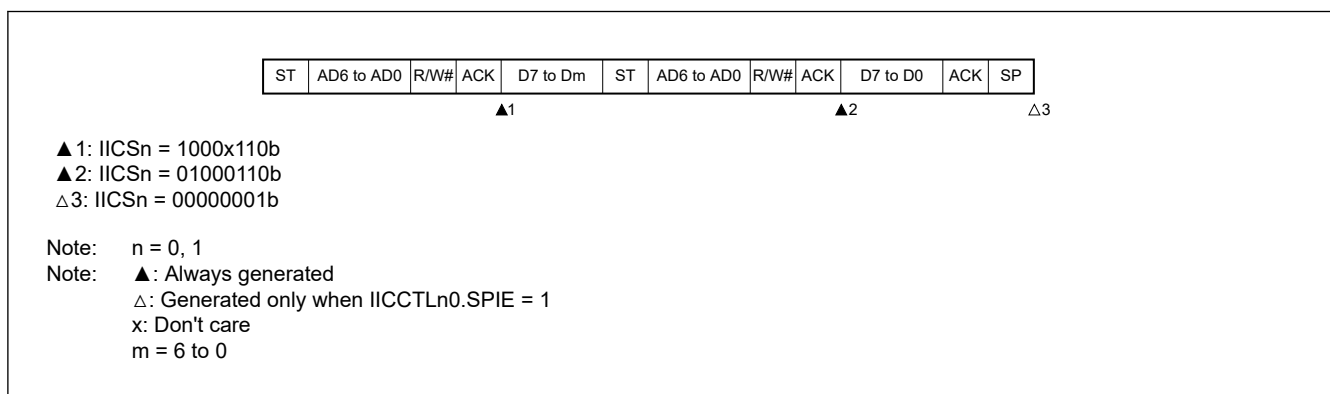 ST AD6 to AD0 R/W# ACK D7 to Dm ST AD6 to AD0 R/W# ACK D7 to D0 ACK SP
▲1 ▲2 △3
▲1: IICSn = 1000x110b
▲2: IICSn = 01000110b
△3: IICSn = 00000001b
Note: n = 0, 1
Note: ▲: Always generated
△: Generated only when IICCTLn0.SPIE = 1
x: Don't care
m = 6 to 0